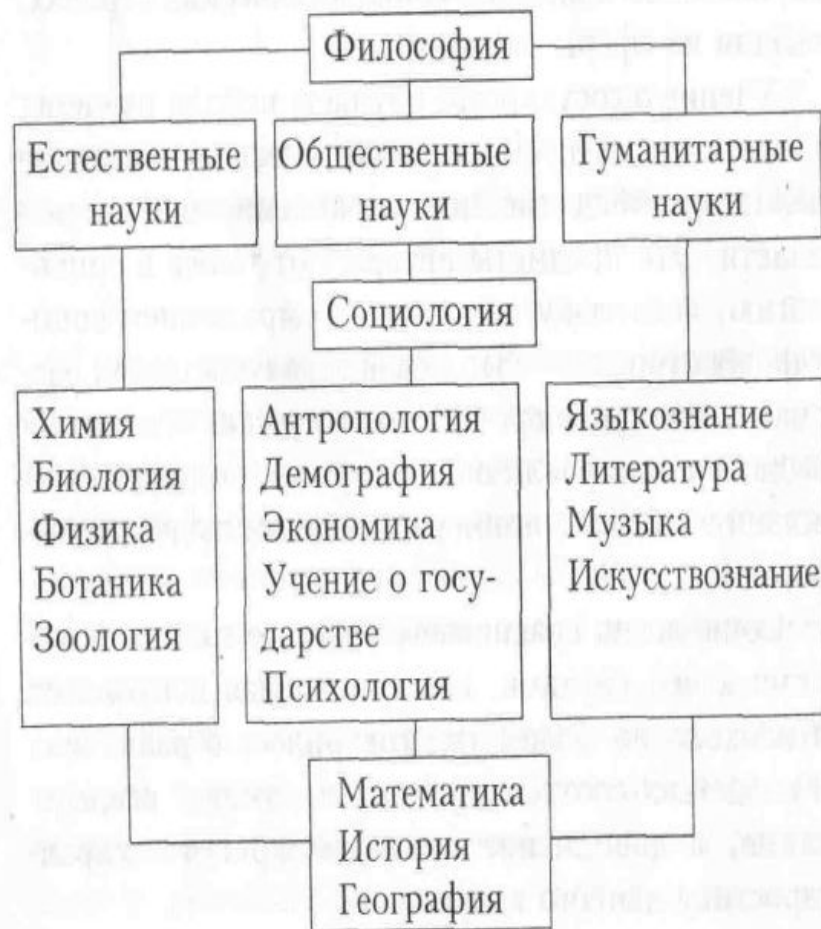 Философия
Естественные
науки
Общественные
науки
Гуманитарные
науки
Социология
Химия
Биология
Физика
Ботаника
Зоология
Антропология
Демография
Экономика
Учение о госу-
дарстве
Психология
Языкознание
Литература
Музыка
Искусствознание
Математика
История
География